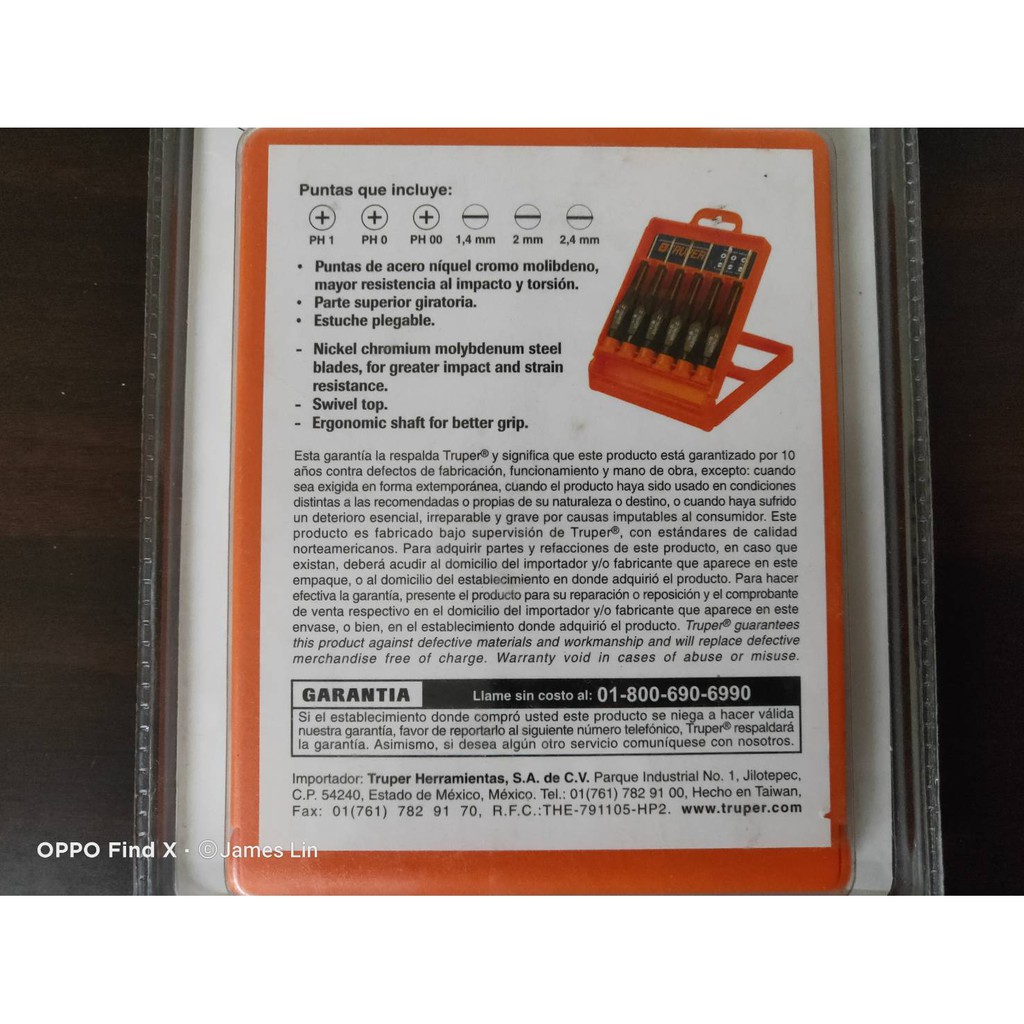 Puntas que incluye:
PH 1 PH 0 PH 00 1,4 mm 2 mm 2,4 mm
TRUPER
• Puntas de acero níquel cromo molibdeno,
mayor resistencia al impacto y torsión.
• Parte superior giratoria.
• Estuche plegable.
- Nickel chromium molybdenum steel
blades, for greater impact and strain
resistance.
- Swivel top.
- Ergonomic shaft for better grip.
Esta garantía la respalda Truper® y significa que este producto está garantizado por 10
años contra defectos de fabricación, funcionamiento y mano de obra, excepto: cuando
sea exigida en forma extemporánea, cuando el producto haya sido usado en condiciones
distintas a las recomendadas o propias de su naturaleza o destino, o cuando haya sufrido
un deterioro esencial, irreparable y grave por causas imputables al consumidor. Este
producto es fabricado bajo supervisión de Truper®, con estándares de calidad
norteamericanos. Para adquirir partes y refacciones de este producto, en caso que
existan, deberá acudir al domicilio del importador y/o fabricante que aparece en este
empaque, o al domicilio del establecimiento en donde adquirió el producto. Para hacer
efectiva la garantía, presente el producto para su reparación o reposición y el comprobante
de venta respectivo en el domicilio del importador y/o fabricante que aparece en este
envase, o bien, en el establecimiento donde adquirió el producto. Truper® guarantees
this product against defective materials and workmanship and will replace defective
merchandise free of charge. Warranty void in cases of abuse or misuse.
GARANTIA Llame sin costo al: 01-800-690-6990
Si el establecimiento donde compró usted este producto se niega a hacer válida
nuestra garantía, favor de reportarlo al siguiente número telefónico, Truper® respaldará
la garantía. Asimismo, si desea algún otro servicio comuníquese con nosotros.
Importador: Truper Herramientas, S.A. de C.V. Parque Industrial No. 1, Jilotepec,
C.P. 54240, Estado de México, México. Tel.: 01(761) 782 91 00, Hecho en Taiwan,
Fax: 01(761) 782 91 70, R.F.C.:THE-791105-HP2. www.truper.com
OPPO Find X · ©James Lin